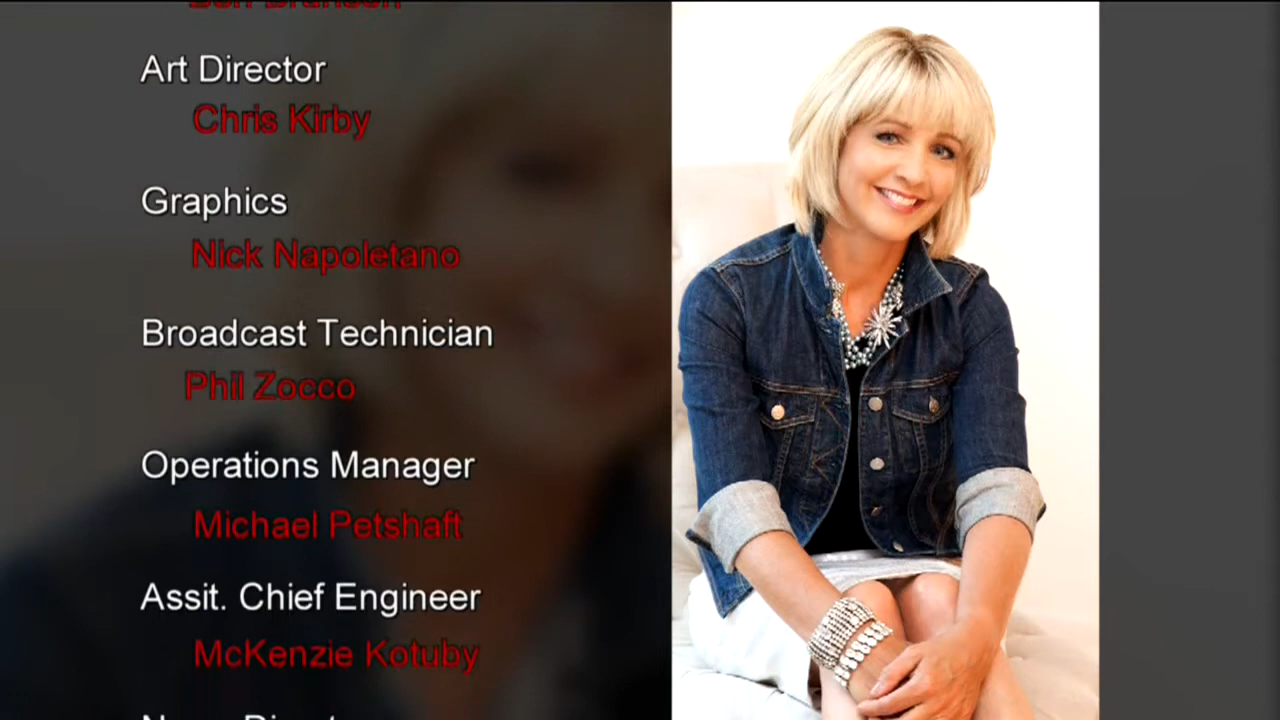 Art Director
Chris Kirby
Graphics
Nick Napoletano
Broadcast Technician
Phil Zocco
Operations Manager
Michael Petshaft
Assit. Chief Engineer
McKenzie Kotuby